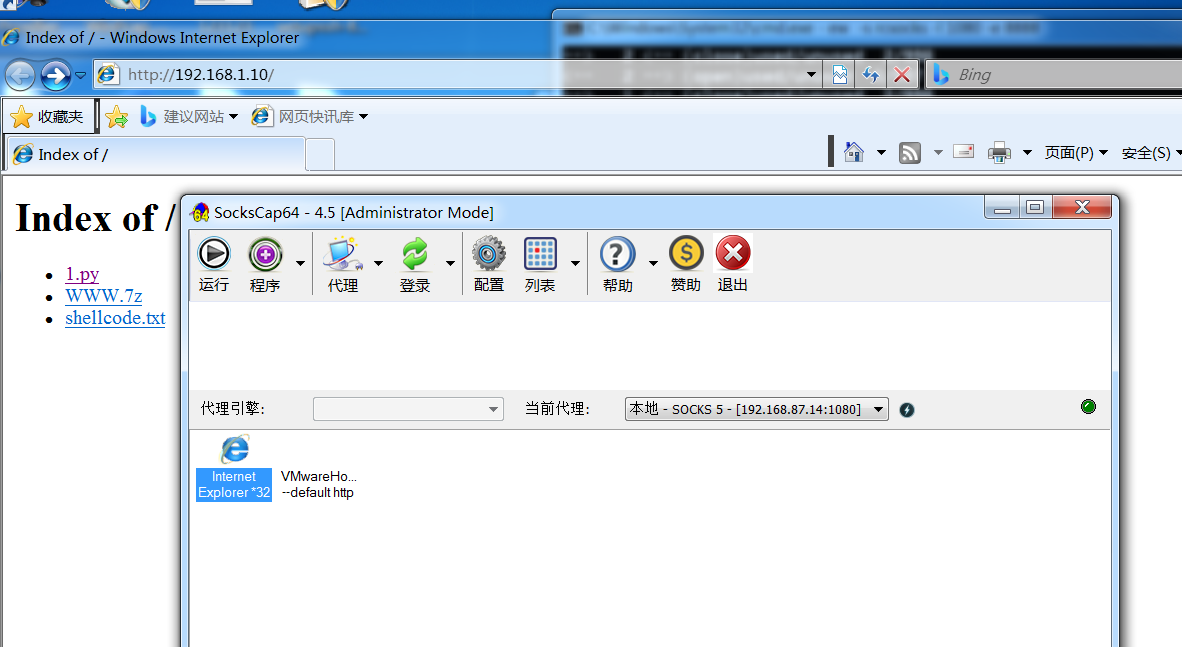 Index of / - Windows Internet Explorer
http://192.168.1.10/
Bing
收藏夹 建议网站 网页快讯库
Index of /
页面(P) 安全(S)
Index of /
1.py
WWW.7z
shellcode.txt
SocksCap64 - 4.5 [Administrator Mode]
64
运行 程序 代理 登录 配置 列表 帮助 赞助 退出
代理引擎: 当前代理: 本地 - SOCKS 5 - [192.168.87.14:1080]
Internet
Explorer *32
VMwareHo...
--default http